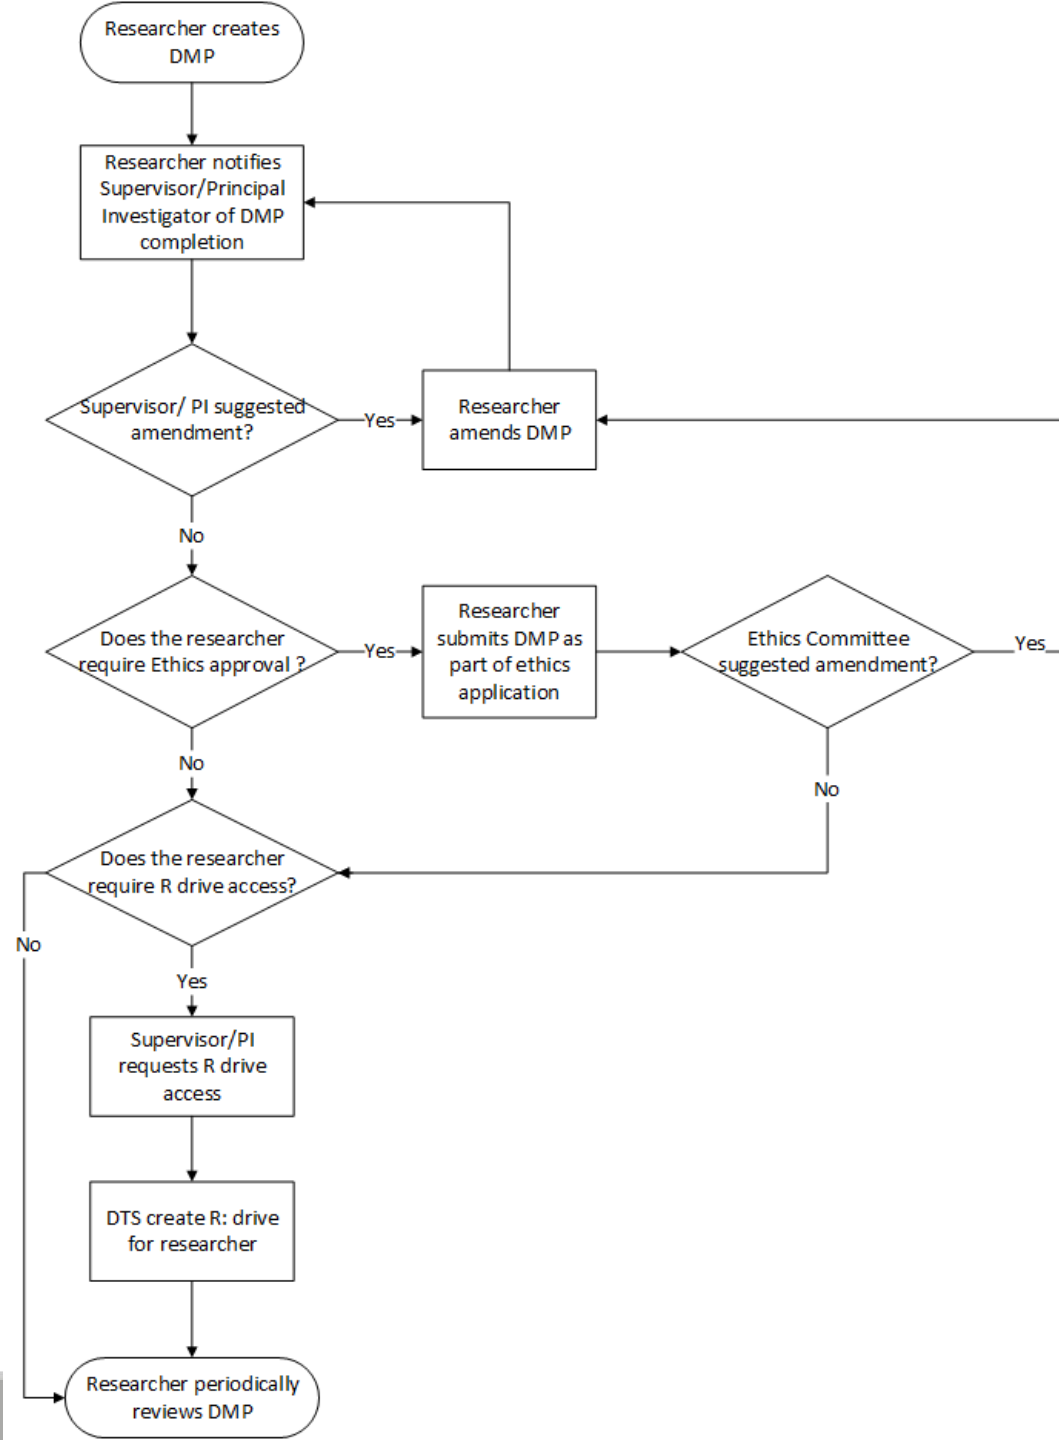 Researcher creates
DMP
Researcher notifies
Supervisor/Principal
Investigator of DMP
completion
Supervisor/ PI suggested
amendment?
Yes
Researcher
amends DMP
No
Does the researcher
require Ethics approval ?
Yes
Researcher
submits DMP as
part of ethics
application
Ethics Committee
suggested amendment?
Yes
No
No
Does the researcher
require R drive access?
No
Yes
Supervisor/PI
requests R drive
access
DTS create R: drive
for researcher
Researcher periodically
reviews DMP